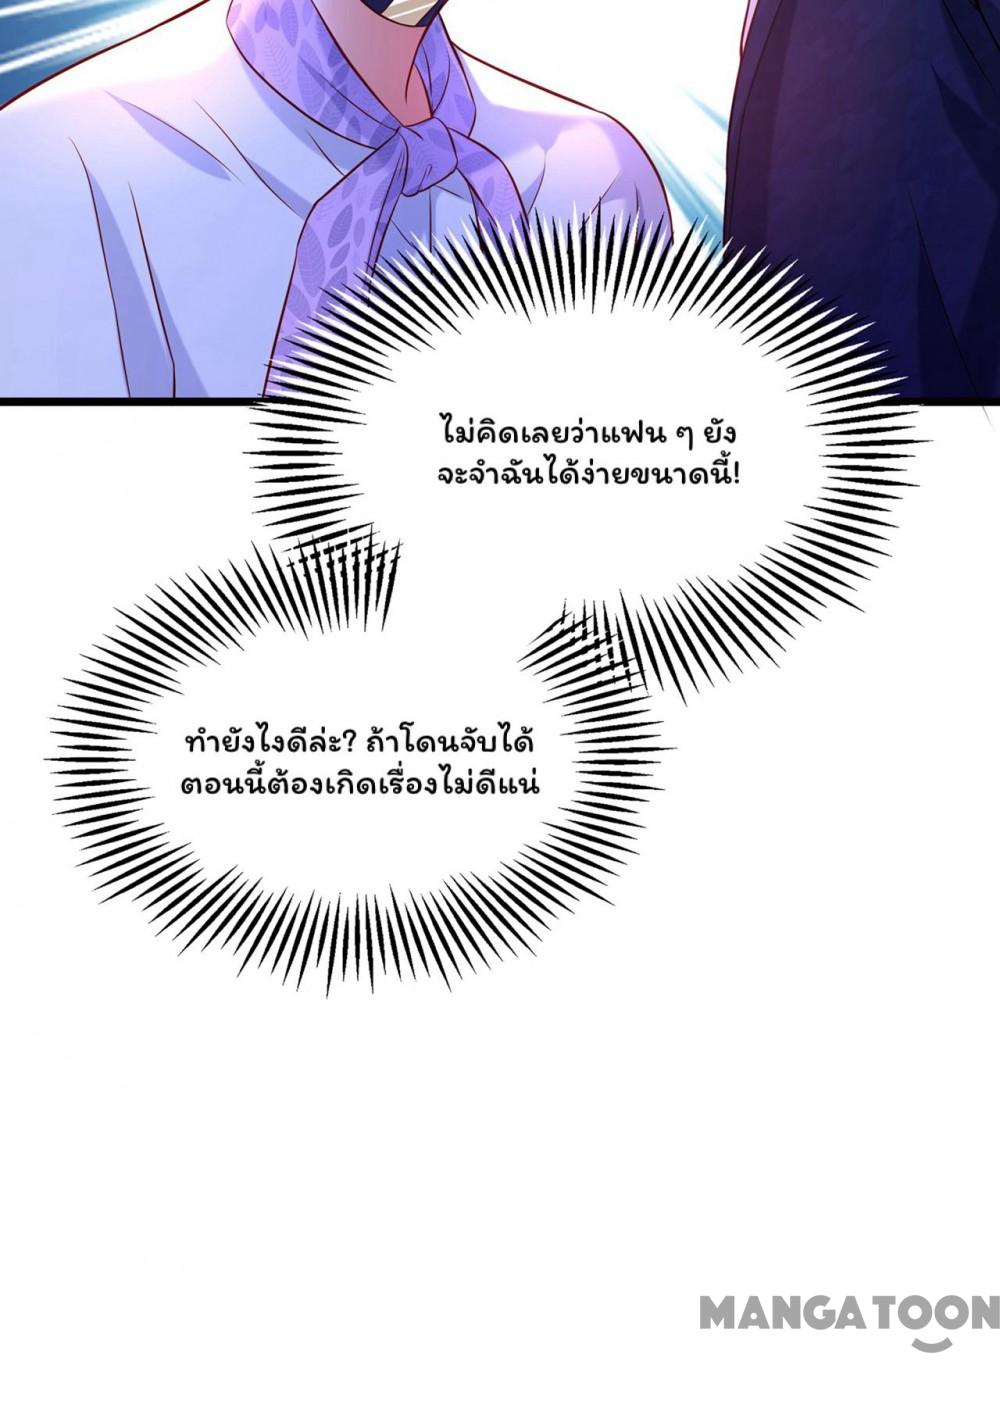 ไม่คิดเลยว่าแฟน ๆ ยัง
จะจำฉันได้ง่ายขนาดนี้!
ทำยังไงดีล่ะ? ถ้าโดนจับได้
ตอนนี้ต้องเกิดเรื่องไม่ดีแน่
MANGATOON